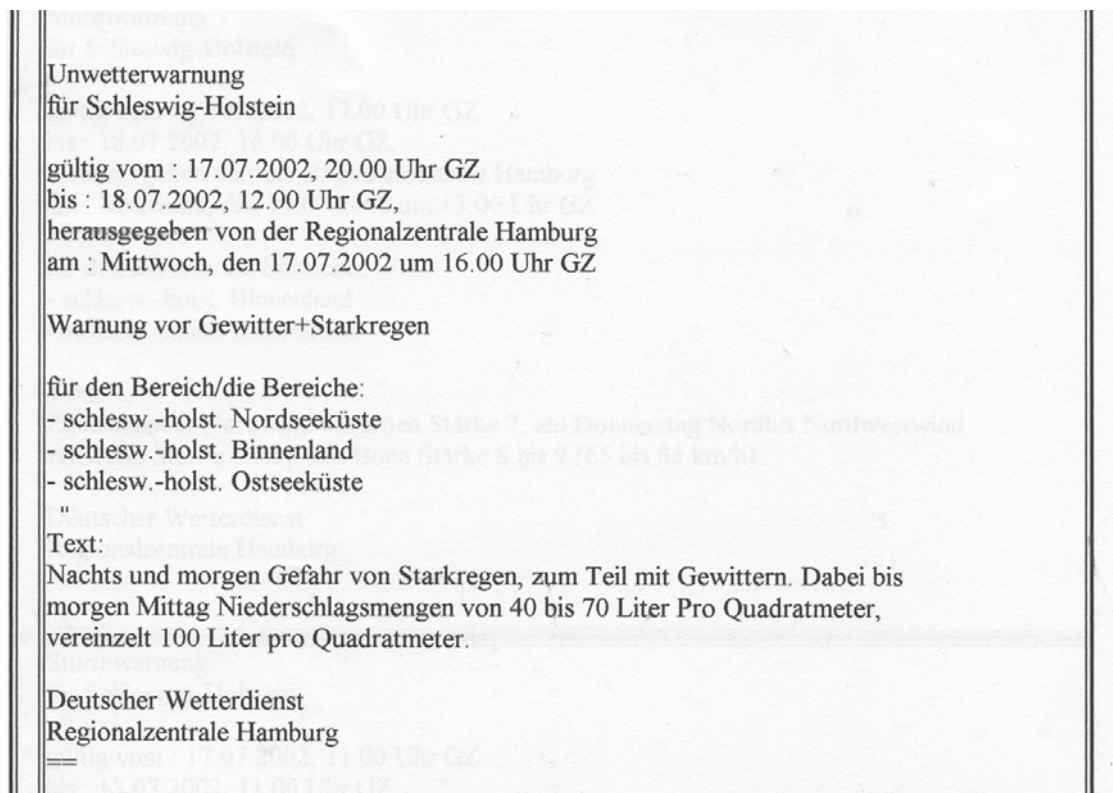 Unwetterwarnung
für Schleswig-Holstein
gültig vom : 17.07.2002, 20.00 Uhr GZ
bis : 18.07.2002, 12.00 Uhr GZ,
herausgegeben von der Regionalzentrale Hamburg
am : Mittwoch, den 17.07.2002 um 16.00 Uhr GZ
Warnung vor Gewitter+Starkregen
für den Bereich/die Bereiche:
- schlesw.-holst. Nordseeküste
- schlesw.-holst. Binnenland
- schlesw.-holst. Ostseeküste
"
Text:
Nachts und morgen Gefahr von Starkregen, zum Teil mit Gewittern. Dabei bis
morgen Mittag Niederschlagsmengen von 40 bis 70 Liter Pro Quadratmeter,
vereinzelt 100 Liter pro Quadratmeter.
Deutscher Wetterdienst
Regionalzentrale Hamburg